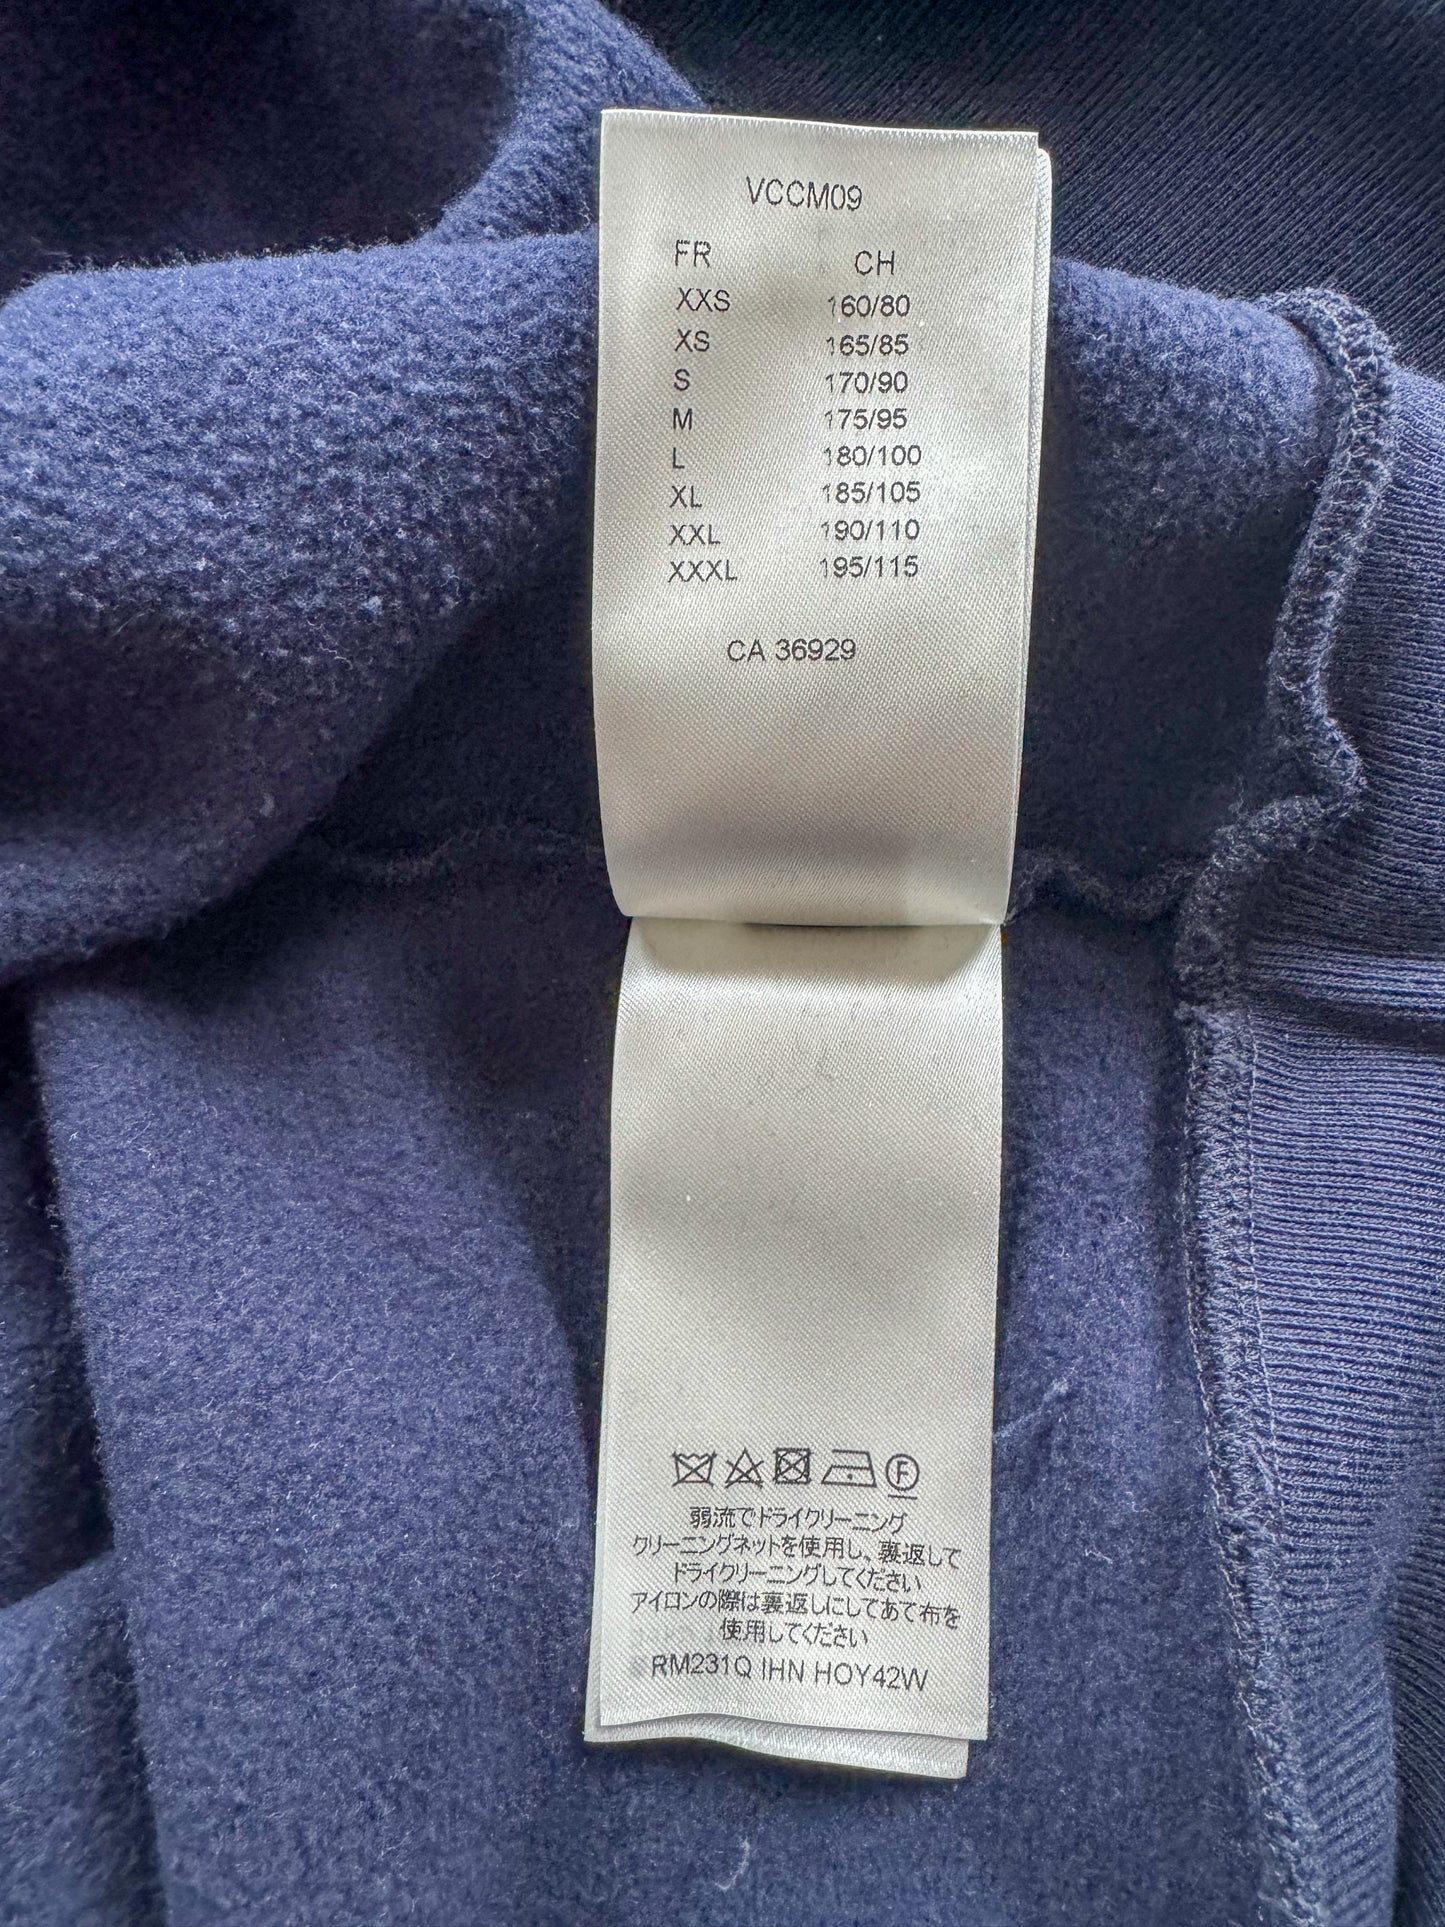 VCCM09
FR CH
XXS 160/80
XS 165/85
S 170/90
M 175/95
L 180/100
XL 185/105
XXL 190/110
XXXL 195/115
CA 36929
F
弱流でドライクリーニング
クリーニングネットを使用し、裏返して
ドライクリーニングしてください
アイロンの際は裏返しにしてあて布を
使用してください
RM231Q IHN HOY42W